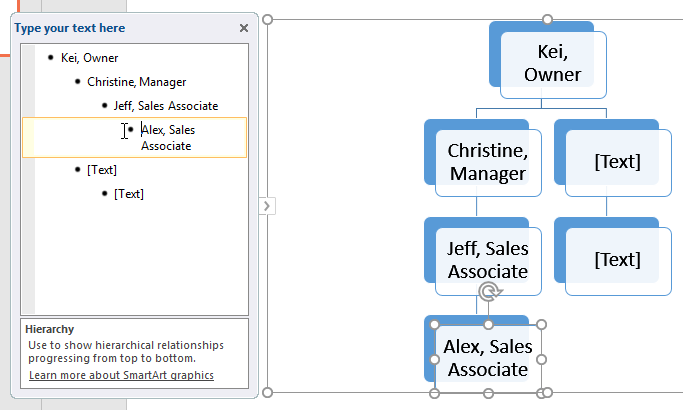 Type your text here
Kei, Owner
Christine, Manager
Jeff, Sales Associate
Alex, Sales
Associate
[Text]
[Text]
Hierarchy
Use to show hierarchical relationships
progressing from top to bottom.
Learn more about SmartArt graphics
Kei,
Owner
Christine,
Manager
[Text]
Jeff, Sales
Associate
[Text]
Alex, Sales
Associate